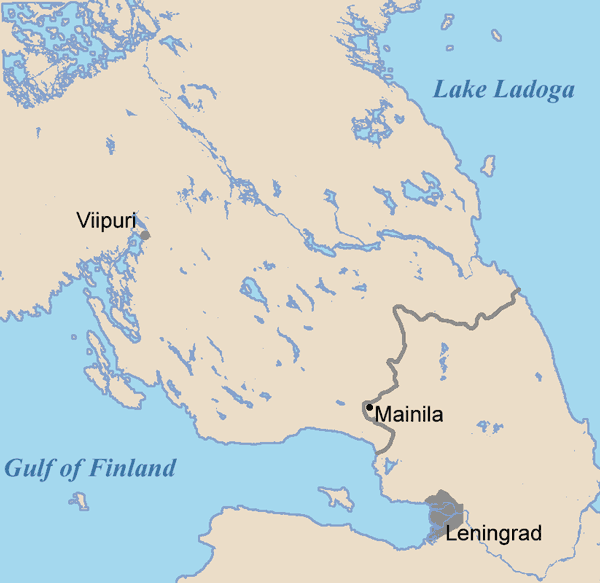 Lake Ladoga
Viipuri
Mainila
Gulf of Finland
Leningrad